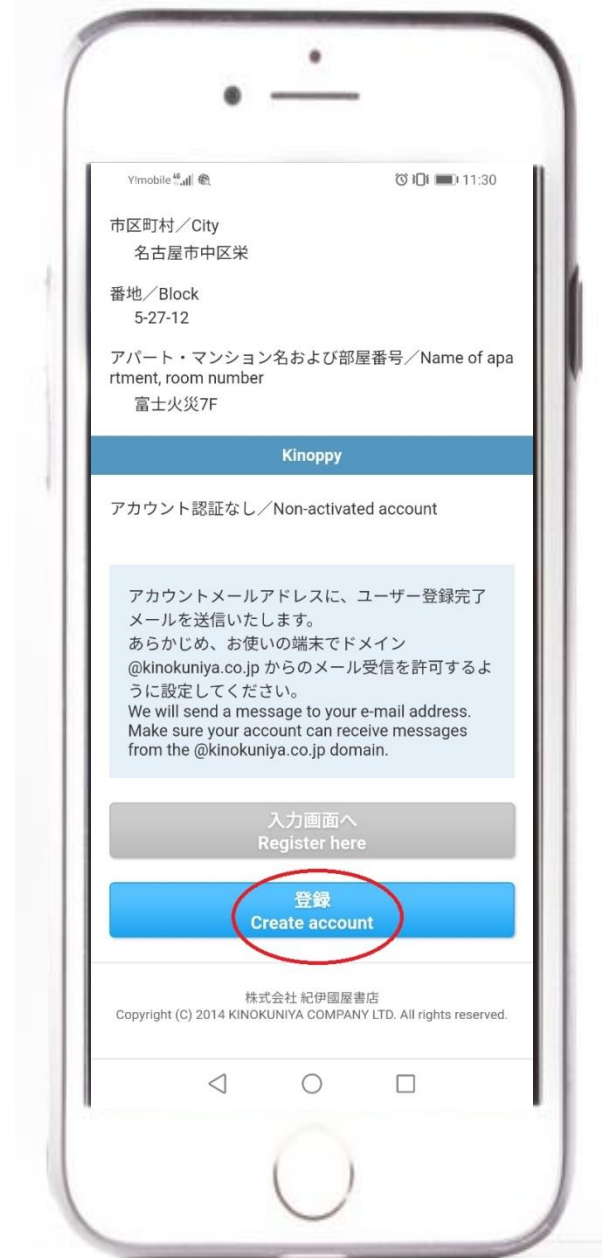 Y!mobile 11:30
市区町村／City
名古屋市中区栄
番地／Block
5-27-12
アパート・マンション名および部屋番号／Name of apa
rtment, room number
富士火災7F
Kinoppy
アカウント認証なし／Non-activated account
アカウントメールアドレスに、ユーザー登録完了
メールを送信いたします。
あらかじめ、お使いの端末でドメイン
@kinokuniya.co.jp からのメール受信を許可するよ
うに設定してください。
We will send a message to your e-mail address.
Make sure your account can receive messages
from the @kinokuniya.co.jp domain.
入力画面へ
Register here
登録
Create account
株式会社 紀伊國屋書店
Copyright (C) 2014 KINOKUNIYA COMPANY LTD. All rights reserved.